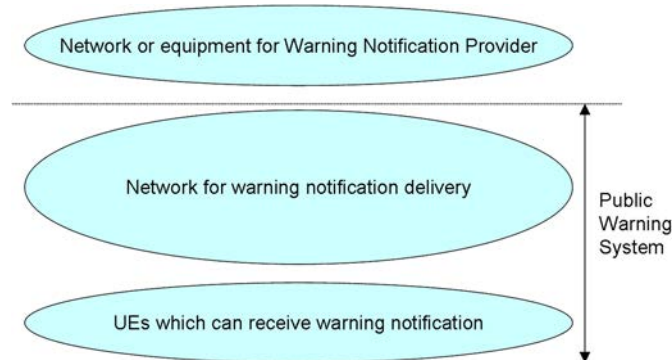 Network or equipment for Warning Notification Provider
Network for warning notification delivery
Public
Warning
System
UEs which can receive warning notification